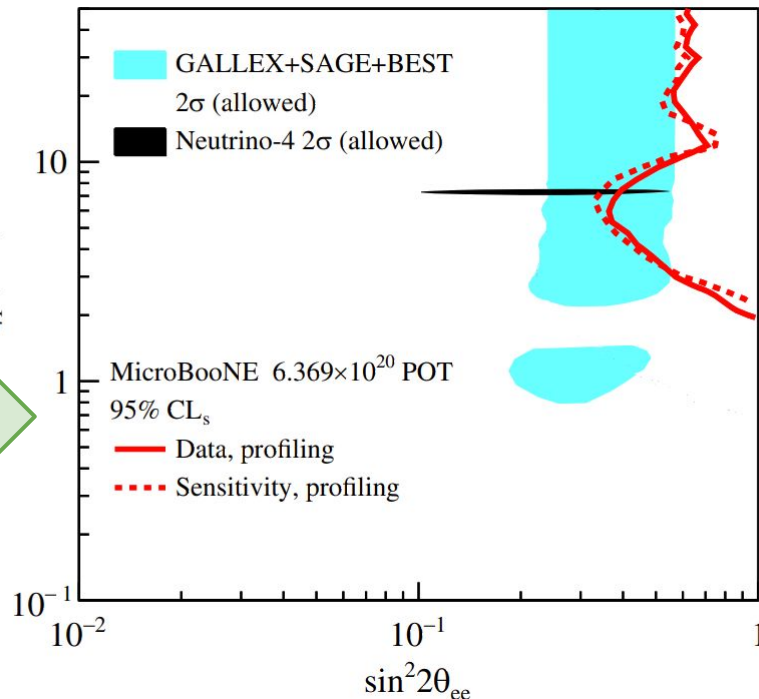 GALLEX+SAGE+BEST
2σ (allowed)
Neutrino-4 2σ (allowed)
10
1
MicroBooNE 6.369×10²⁰ POT
95% CLₛ
Data, profiling
Sensitivity, profiling
10⁻¹
10⁻² 10⁻¹ 1
sin²2θₑₑ